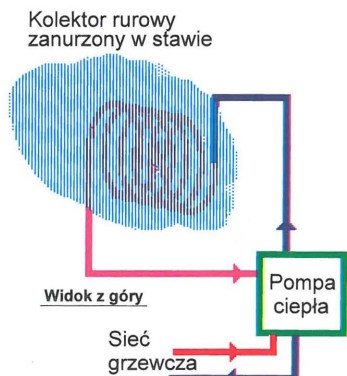 Kolektor rurowy
zanurzony w stawie
Widok z góry
Pompa
ciepła
Sieć
grzewcza